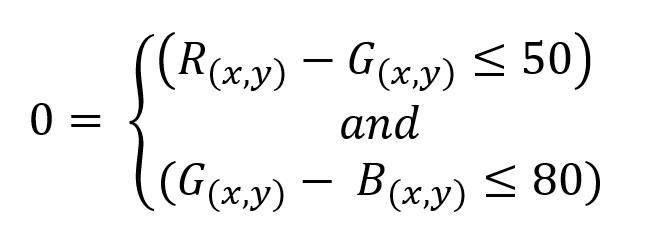 (R(x,y) − G(x,y) ≤ 50)
0 = { and
(G(x,y) − B(x,y) ≤ 80)